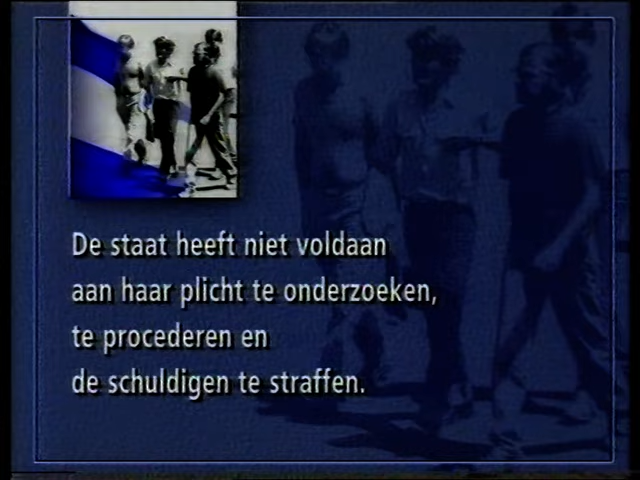 De staat heeft niet voldaan
aan haar plicht te onderzoeken,
te procederen en
de schuldigen te straffen.